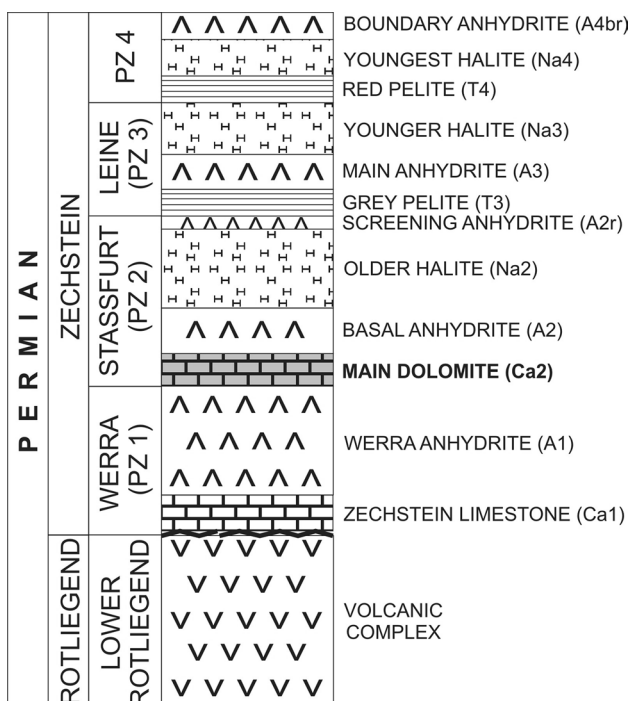 PERMIAN
ZECHSTEIN
ROTLIEGEND
PZ 4
LEINE
(PZ 3)
STASSFURT
(PZ 2)
WERRA
(PZ 1)
LOWER
ROTLIEGEND
BOUNDARY ANHYDRITE (A4br)
YOUNGEST HALITE (Na4)
RED PELITE (T4)
YOUNGER HALITE (Na3)
MAIN ANHYDRITE (A3)
GREY PELITE (T3)
SCREENING ANHYDRITE (A2r)
OLDER HALITE (Na2)
BASAL ANHYDRITE (A2)
MAIN DOLOMITE (Ca2)
WERRA ANHYDRITE (A1)
ZECHSTEIN LIMESTONE (Ca1)
VOLCANIC
COMPLEX